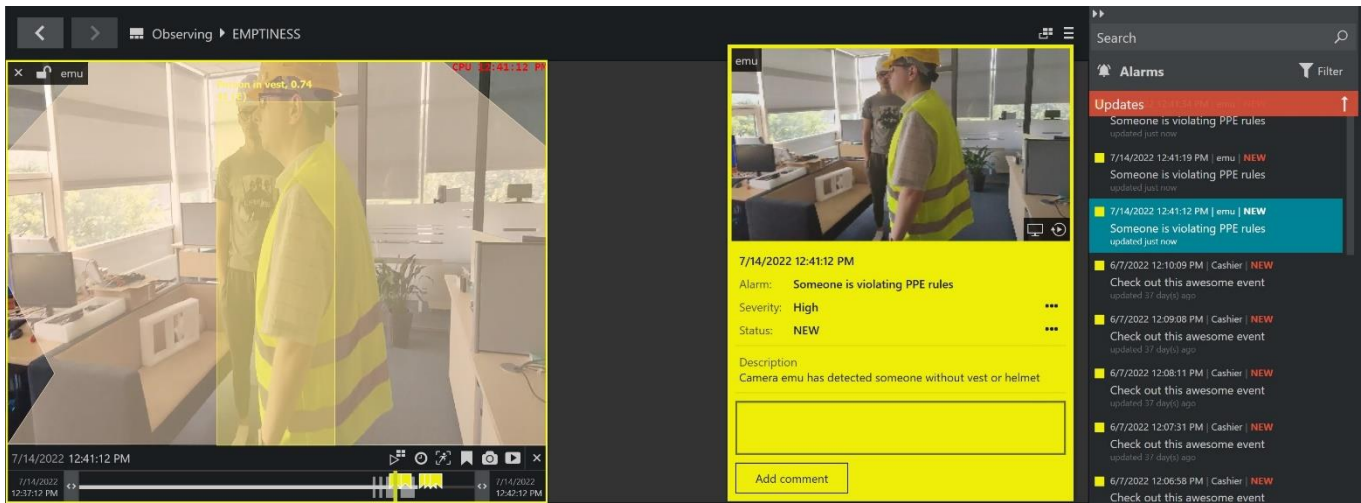 Observing EMPTINESS
emu
CPU 12:41:12 PM
Person in vest, 0.74
7/14/2022 12:41:12 PM
7/14/2022
12:37:12 PM
7/14/2022
12:42:12 PM
emu
7/14/2022 12:41:12 PM
Alarm: Someone is violating PPE rules
Severity: High
Status: NEW
Description
Camera emu has detected someone without vest or helmet
Add comment
Search
Alarms
Filter
Updates
Someone is violating PPE rules
updated just now
7/14/2022 12:41:19 PM | emu | NEW
Someone is violating PPE rules
updated just now
7/14/2022 12:41:12 PM | emu | NEW
Someone is violating PPE rules
updated just now
6/7/2022 12:10:09 PM | Cashier | NEW
Check out this awesome event
updated 37 day(s) ago
6/7/2022 12:09:08 PM | Cashier | NEW
Check out this awesome event
updated 37 day(s) ago
6/7/2022 12:08:11 PM | Cashier | NEW
Check out this awesome event
updated 37 day(s) ago
6/7/2022 12:07:31 PM | Cashier | NEW
Check out this awesome event
updated 37 day(s) ago
6/7/2022 12:06:58 PM | Cashier | NEW
Check out this awesome event